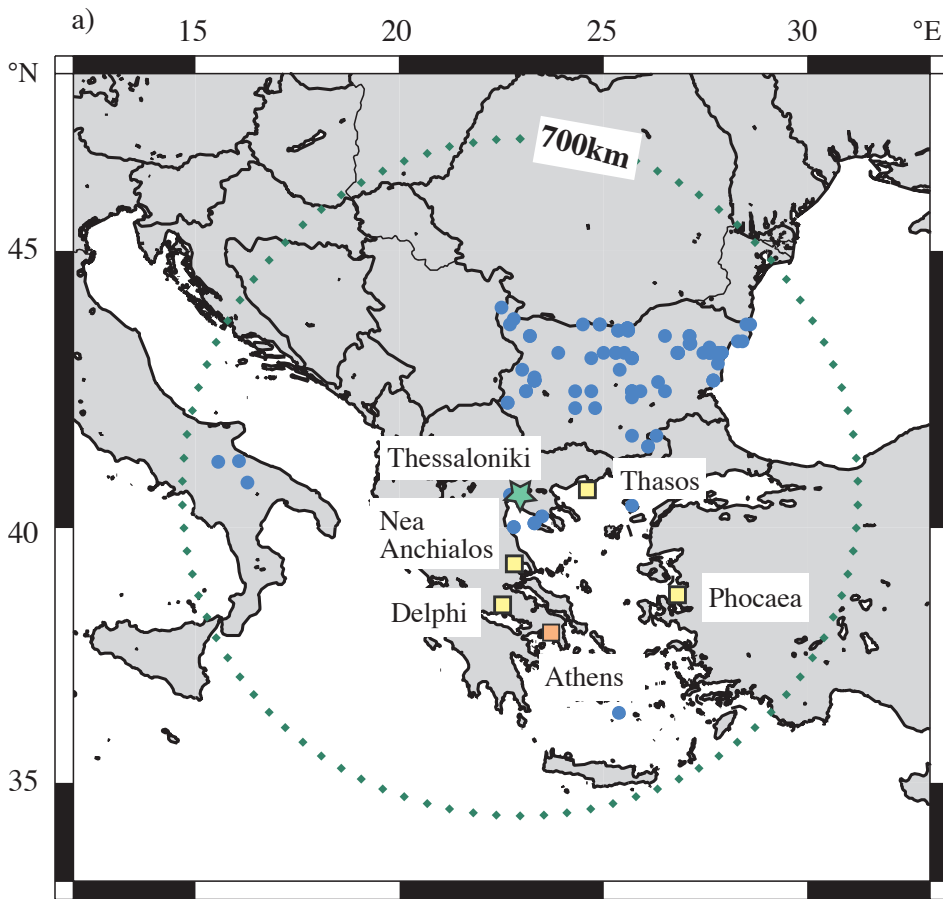 a)
15 20 25 30 °E
°N
700km
45
Thessaloniki
Thasos
Nea
Anchialos
40
Delphi
Phocaea
Athens
35